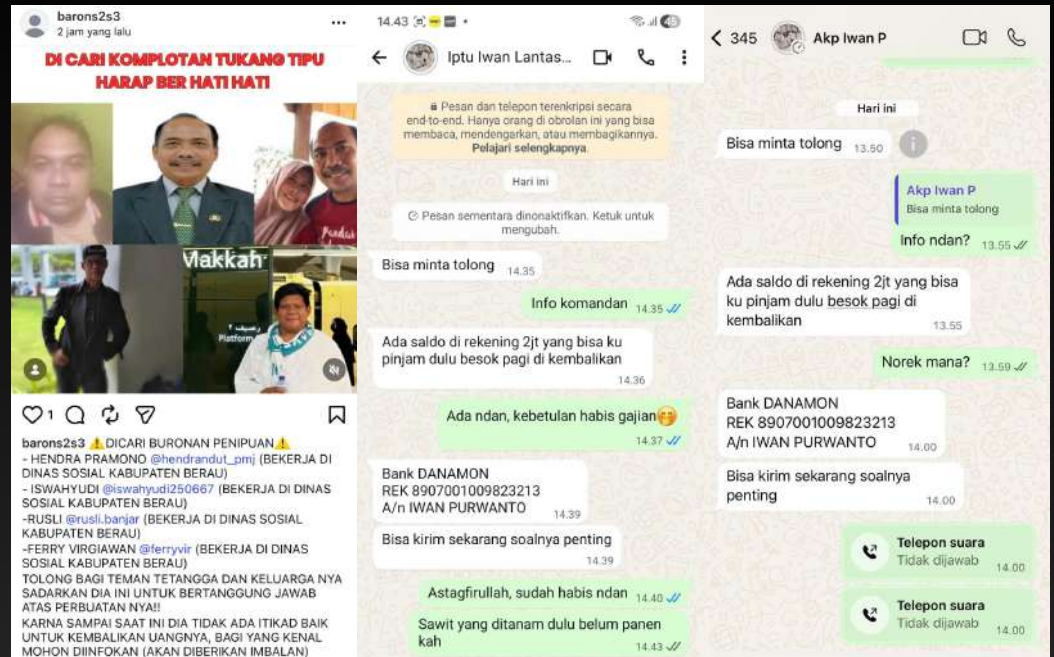 barons2s3
2 jam yang lalu
DI CARI KOMPLOTAN TUKANG TIPU
HARAP BER HATI HATI
Makkah
Platform
1
barons2s3 ⚠️DICARI BURONAN PENIPUAN⚠️
- HENDRA PRAMONO @hendrandut_pmj (BEKERJA DI
DINAS SOSIAL KABUPATEN BERAU)
- ISWAHYUDI @iswahyudi250667 (BEKERJA DI DINAS
SOSIAL KABUPATEN BERAU)
-RUSLI @rusli.banjar (BEKERJA DI DINAS SOSIAL
KABUPATEN BERAU)
-FERRY VIRGIAWAN @ferryvir (BEKERJA DI DINAS
SOSIAL KABUPATEN BERAU)
TOLONG BAGI TEMAN TETANGGA DAN KELUARGA NYA
SADARKAN DIA INI UNTUK BERTANGGUNG JAWAB
ATAS PERBUATAN NYA!!
KARNA SAMPAI SAAT INI DIA TIDAK ADA ITIKAD BAIK
UNTUK KEMBALIKAN UANGNYA, BAGI YANG KENAL
MOHON DIINFOKAN (AKAN DIBERIKAN IMBALAN)
14.43
45
Iptu Iwan Lantas...
Pesan dan telepon terenkripsi secara
end-to-end. Hanya orang di obrolan ini yang bisa
membaca, mendengarkan, atau membagikannya.
Pelajari selengkapnya.
Hari ini
Pesan sementara dinonaktifkan. Ketuk untuk
mengubah.
Bisa minta tolong 14.35
Info komandan 14.35
Ada saldo di rekening 2jt yang bisa ku
pinjam dulu besok pagi di kembalikan
14.36
Ada ndan, kebetulan habis gajian🤭
14.37
Bank DANAMON
REK 8907001009823213
A/n IWAN PURWANTO 14.39
Bisa kirim sekarang soalnya penting
14.39
Astagfirullah, sudah habis ndan 14.40
Sawit yang ditanam dulu belum panen
kah 14.43
345 Akp Iwan P
Hari ini
Bisa minta tolong 13.50
Akp Iwan P
Bisa minta tolong
Info ndan? 13.55
Ada saldo di rekening 2jt yang bisa
ku pinjam dulu besok pagi di
kembalikan 13.55
Norek mana? 13.59
Bank DANAMON
REK 8907001009823213
A/n IWAN PURWANTO 14.00
Bisa kirim sekarang soalnya
penting 14.00
Telepon suara
Tidak dijawab 14.00
Telepon suara
Tidak dijawab 14.00